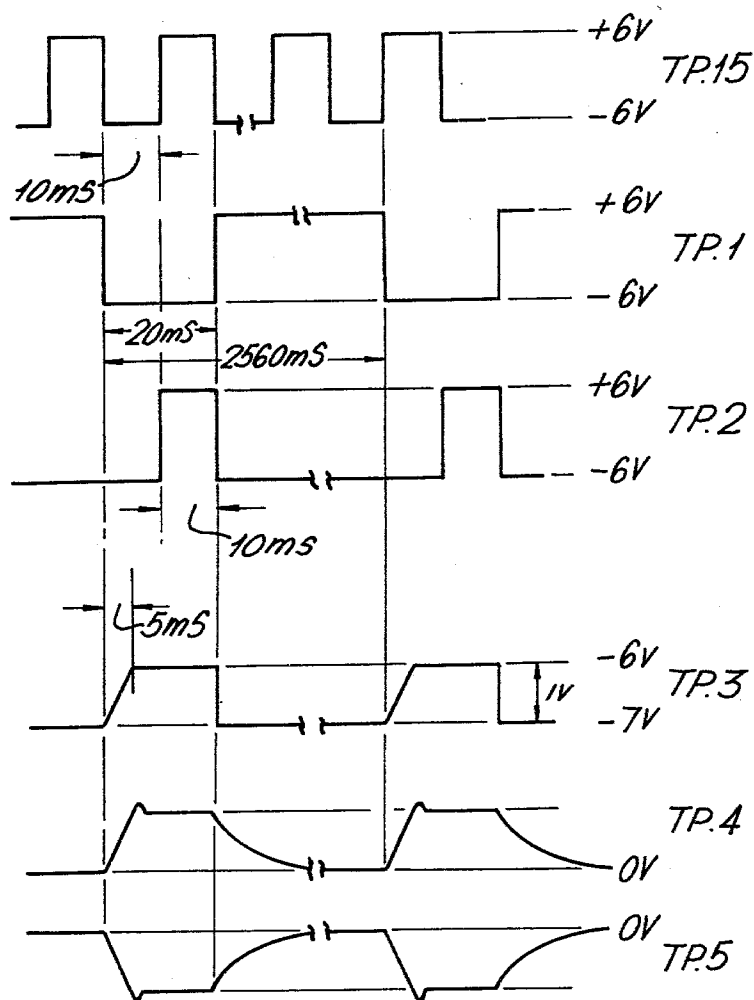 +6V
TP.15
-6V
10mS
+6V
TP.1
-6V
20mS
2560mS
+6V
TP.2
-6V
10mS
5mS
-6V
1V
TP.3
-7V
TP.4
0V
0V
TP.5